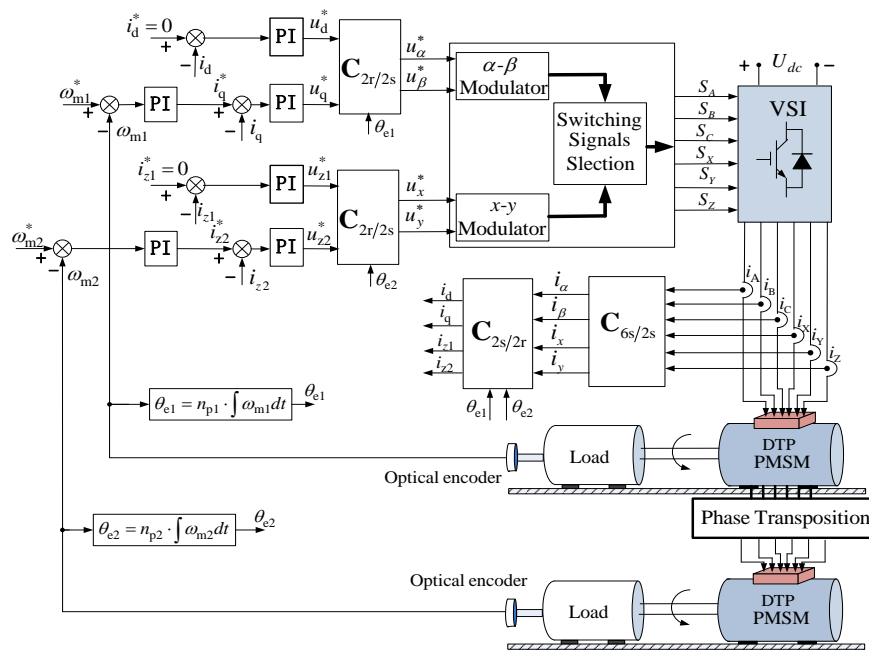 i_d^* = 0
+
−
i_d
PI
u_d^*
C_2r/2s
u_α^*
u_β^*
α-β
Modulator
ω_m1^*
+
−
ω_m1
PI
i_q^*
+
−
i_q
PI
u_q^*
θ_e1
Switching
Signals
Slection
S_A
S_B
S_C
S_X
S_Y
S_Z
+ U_dc −
VSI
i_z1^* = 0
+
−
i_z1
PI
u_z1^*
C_2r/2s
u_x^*
u_y^*
x-y
Modulator
ω_m2^*
+
−
ω_m2
PI
i_z2^*
+
−
i_z2
PI
u_z2^*
θ_e2
i_d
i_q
i_z1
i_z2
C_2s/2r
i_α
i_β
i_x
i_y
C_6s/2s
i_A
i_B
i_C
i_X
i_Y
i_Z
θ_e1
θ_e2
θ_e1 = n_p1 · ∫ω_m1 dt
θ_e1
Optical encoder
Load
DTP
PMSM
Phase Transposition
θ_e2 = n_p2 · ∫ω_m2 dt
θ_e2
Optical encoder
Load
DTP
PMSM